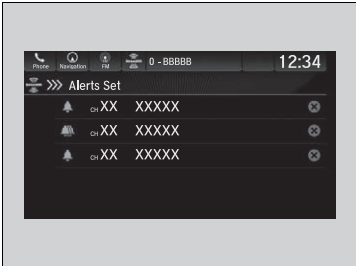 Phone Navigation FM 0 - BBBBB 12:34
Alerts Set
CH XX XXXXX
CH XX XXXXX
CH XX XXXXX